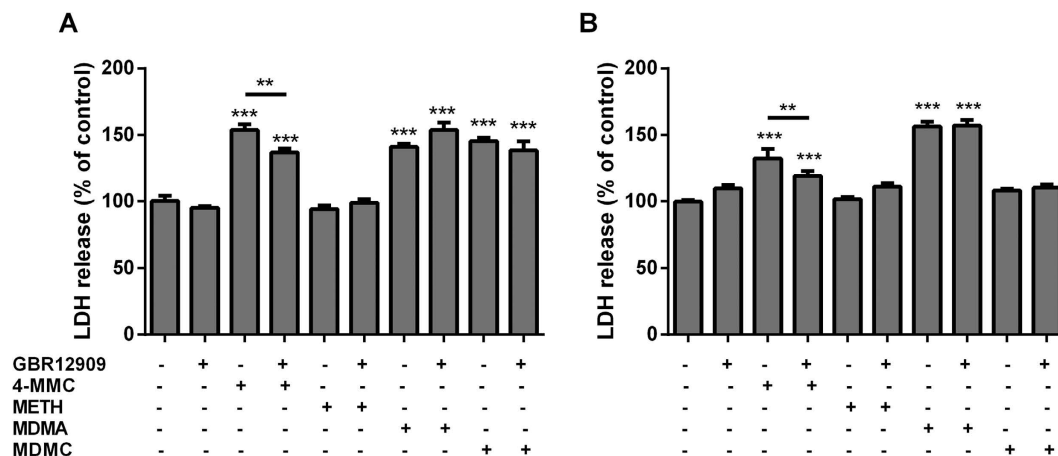 A
LDH release (% of control)
200
150
100
50
0
**
*** *** *** *** *** ***
B
LDH release (% of control)
200
150
100
50
0
**
*** *** *** ***
GBR12909 - + - + - + - + - + - + - + - + - + - +
4-MMC - - + + - - - - - - - - + + - - - - - -
METH - - - - + + - - - - - - - - + + - - - -
MDMA - - - - - - + + - - - - - - - - + + - -
MDMC - - - - - - - - + + - - - - - - - - + +